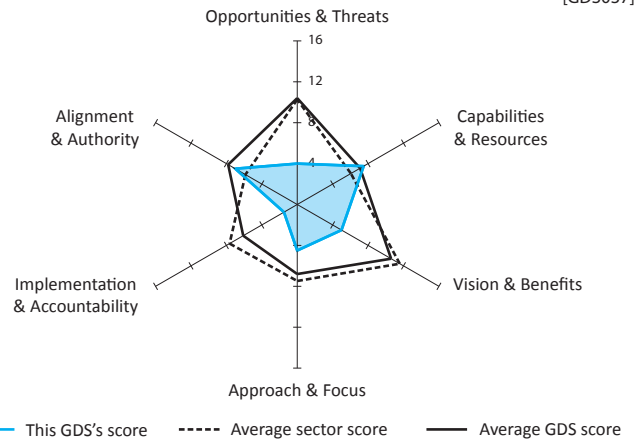 Opportunities & Threats
16
12
8
4
Alignment
& Authority
Capabilities
& Resources
Implementation
& Accountability
Vision & Benefits
Approach & Focus
This GDS's score
Average sector score
Average GDS score